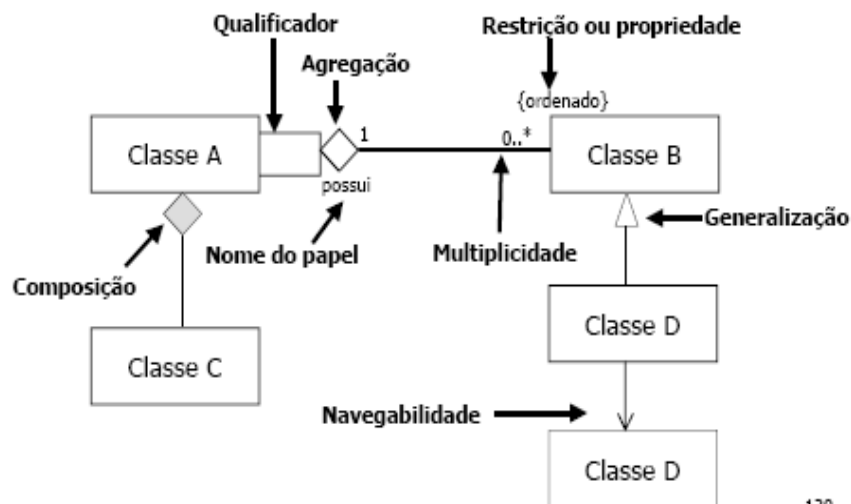 Qualificador
Restrição ou propriedade
Agregação
{ordenado}
1
0..*
Classe A
Classe B
possui
Generalização
Nome do papel
Multiplicidade
Composição
Classe D
Classe C
Navegabilidade
Classe D